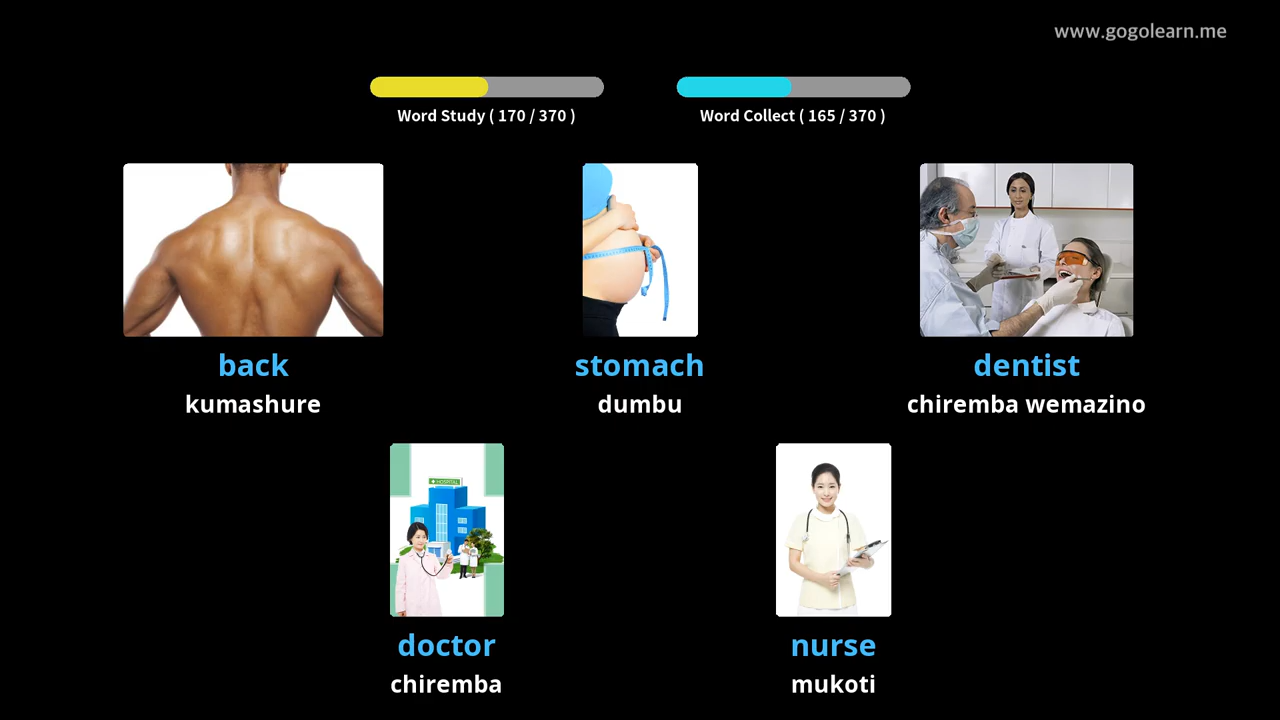 www.gogolearn.me
Word Study ( 170 / 370 )
Word Collect ( 165 / 370 )
back
kumashure
stomach
dumbu
dentist
chiremba wemazino
HOSPITAL
doctor
chiremba
nurse
mukoti